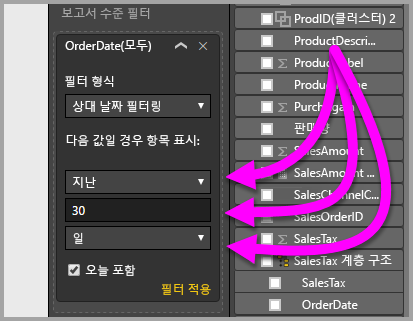 보고서 수준 필터
OrderDate(모두)
필터 형식
상대 날짜 필터링
다음 값일 경우 항목 표시:
지난
30
일
오늘 포함
필터 적용
ProdID(클러스터) 2
ProductDescri...
판매량
SalesAmount
SalesAmount ...
SalesChannelC...
SalesOrderID
SalesTax
SalesTax 계층 구조
SalesTax
OrderDate